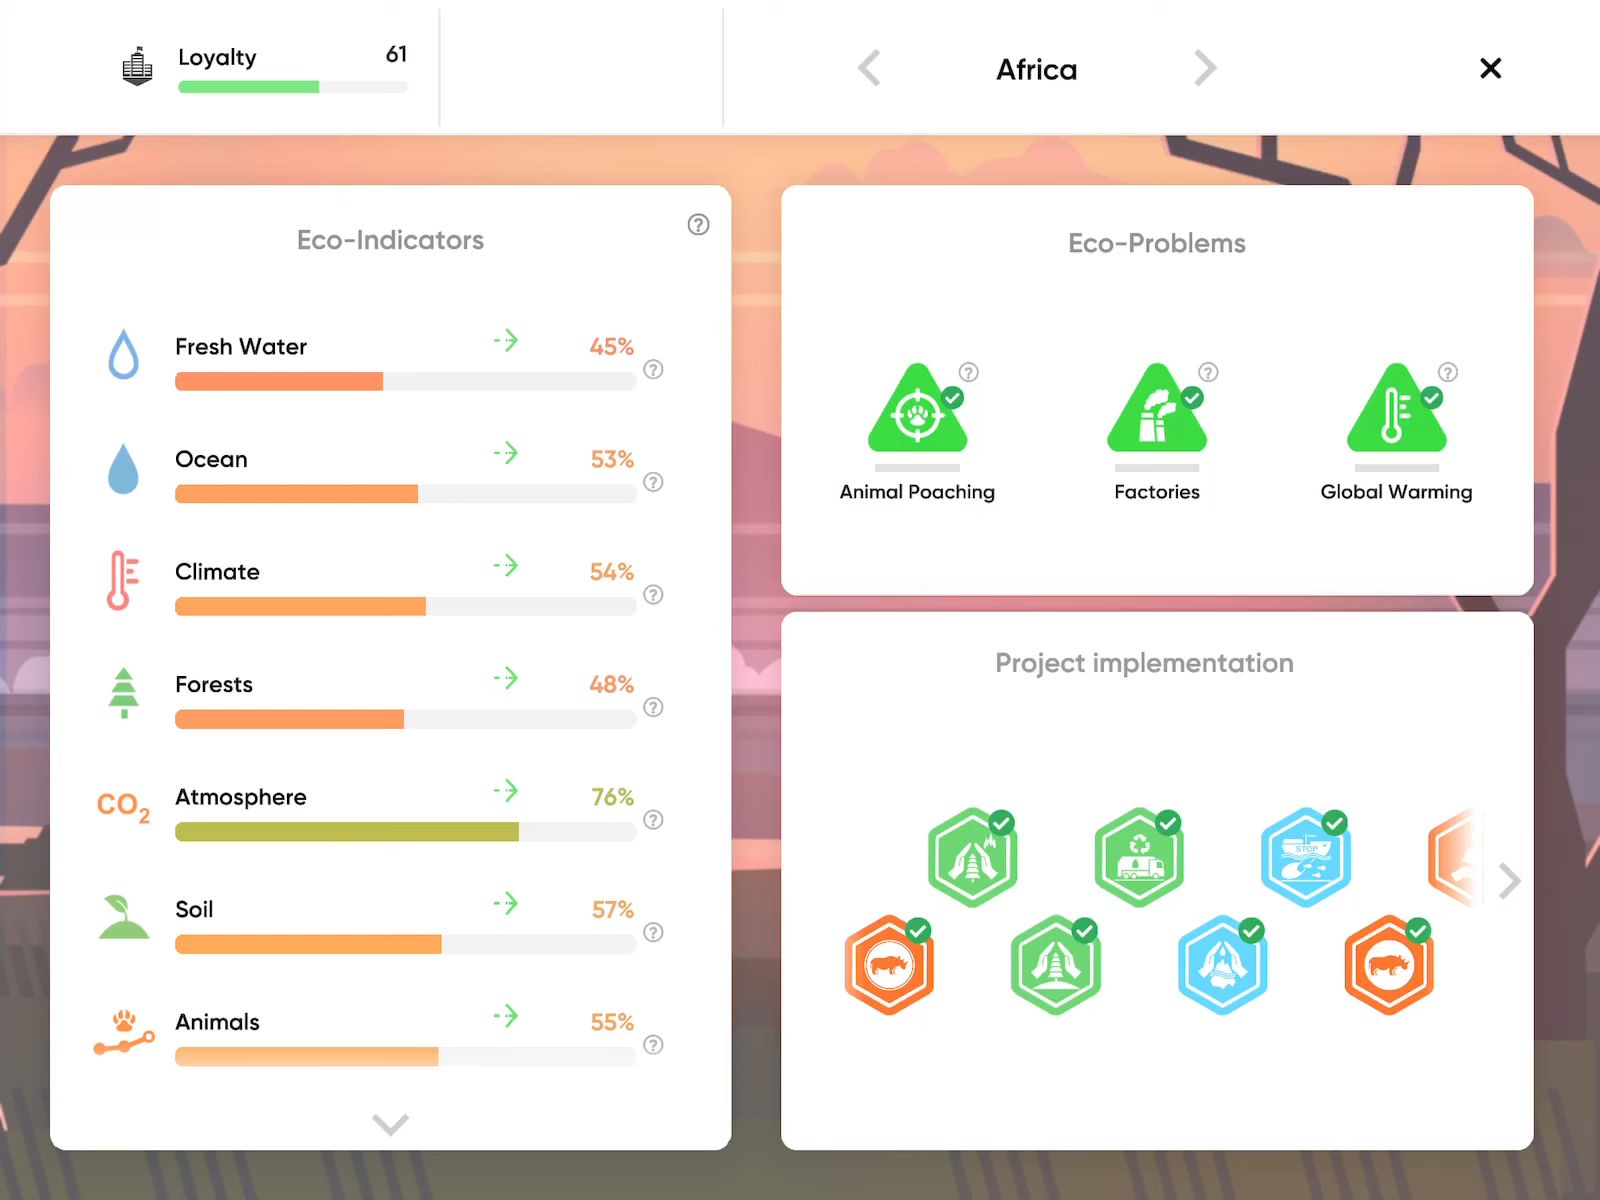 Loyalty 61
Africa
Eco-Indicators
Fresh Water 45%
Ocean 53%
Climate 54%
Forests 48%
CO2 Atmosphere 76%
Soil 57%
Animals 55%
Eco-Problems
Animal Poaching
Factories
Global Warming
Project implementation
STOP